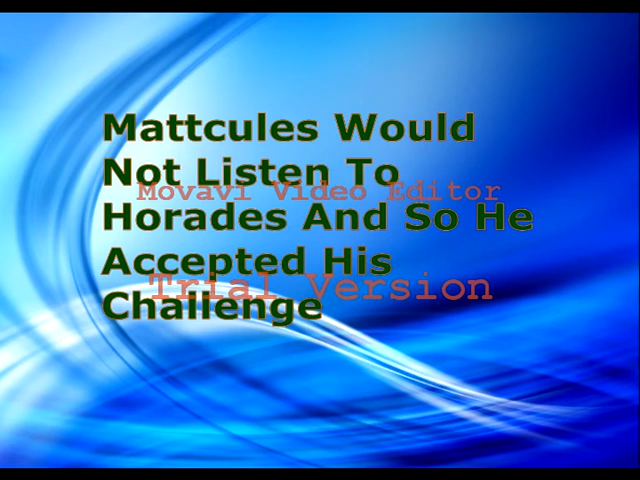 Mattcules Would
Not Listen To
Movavi Video Editor
Horades And So He
Accepted His
Trial Version
Challenge